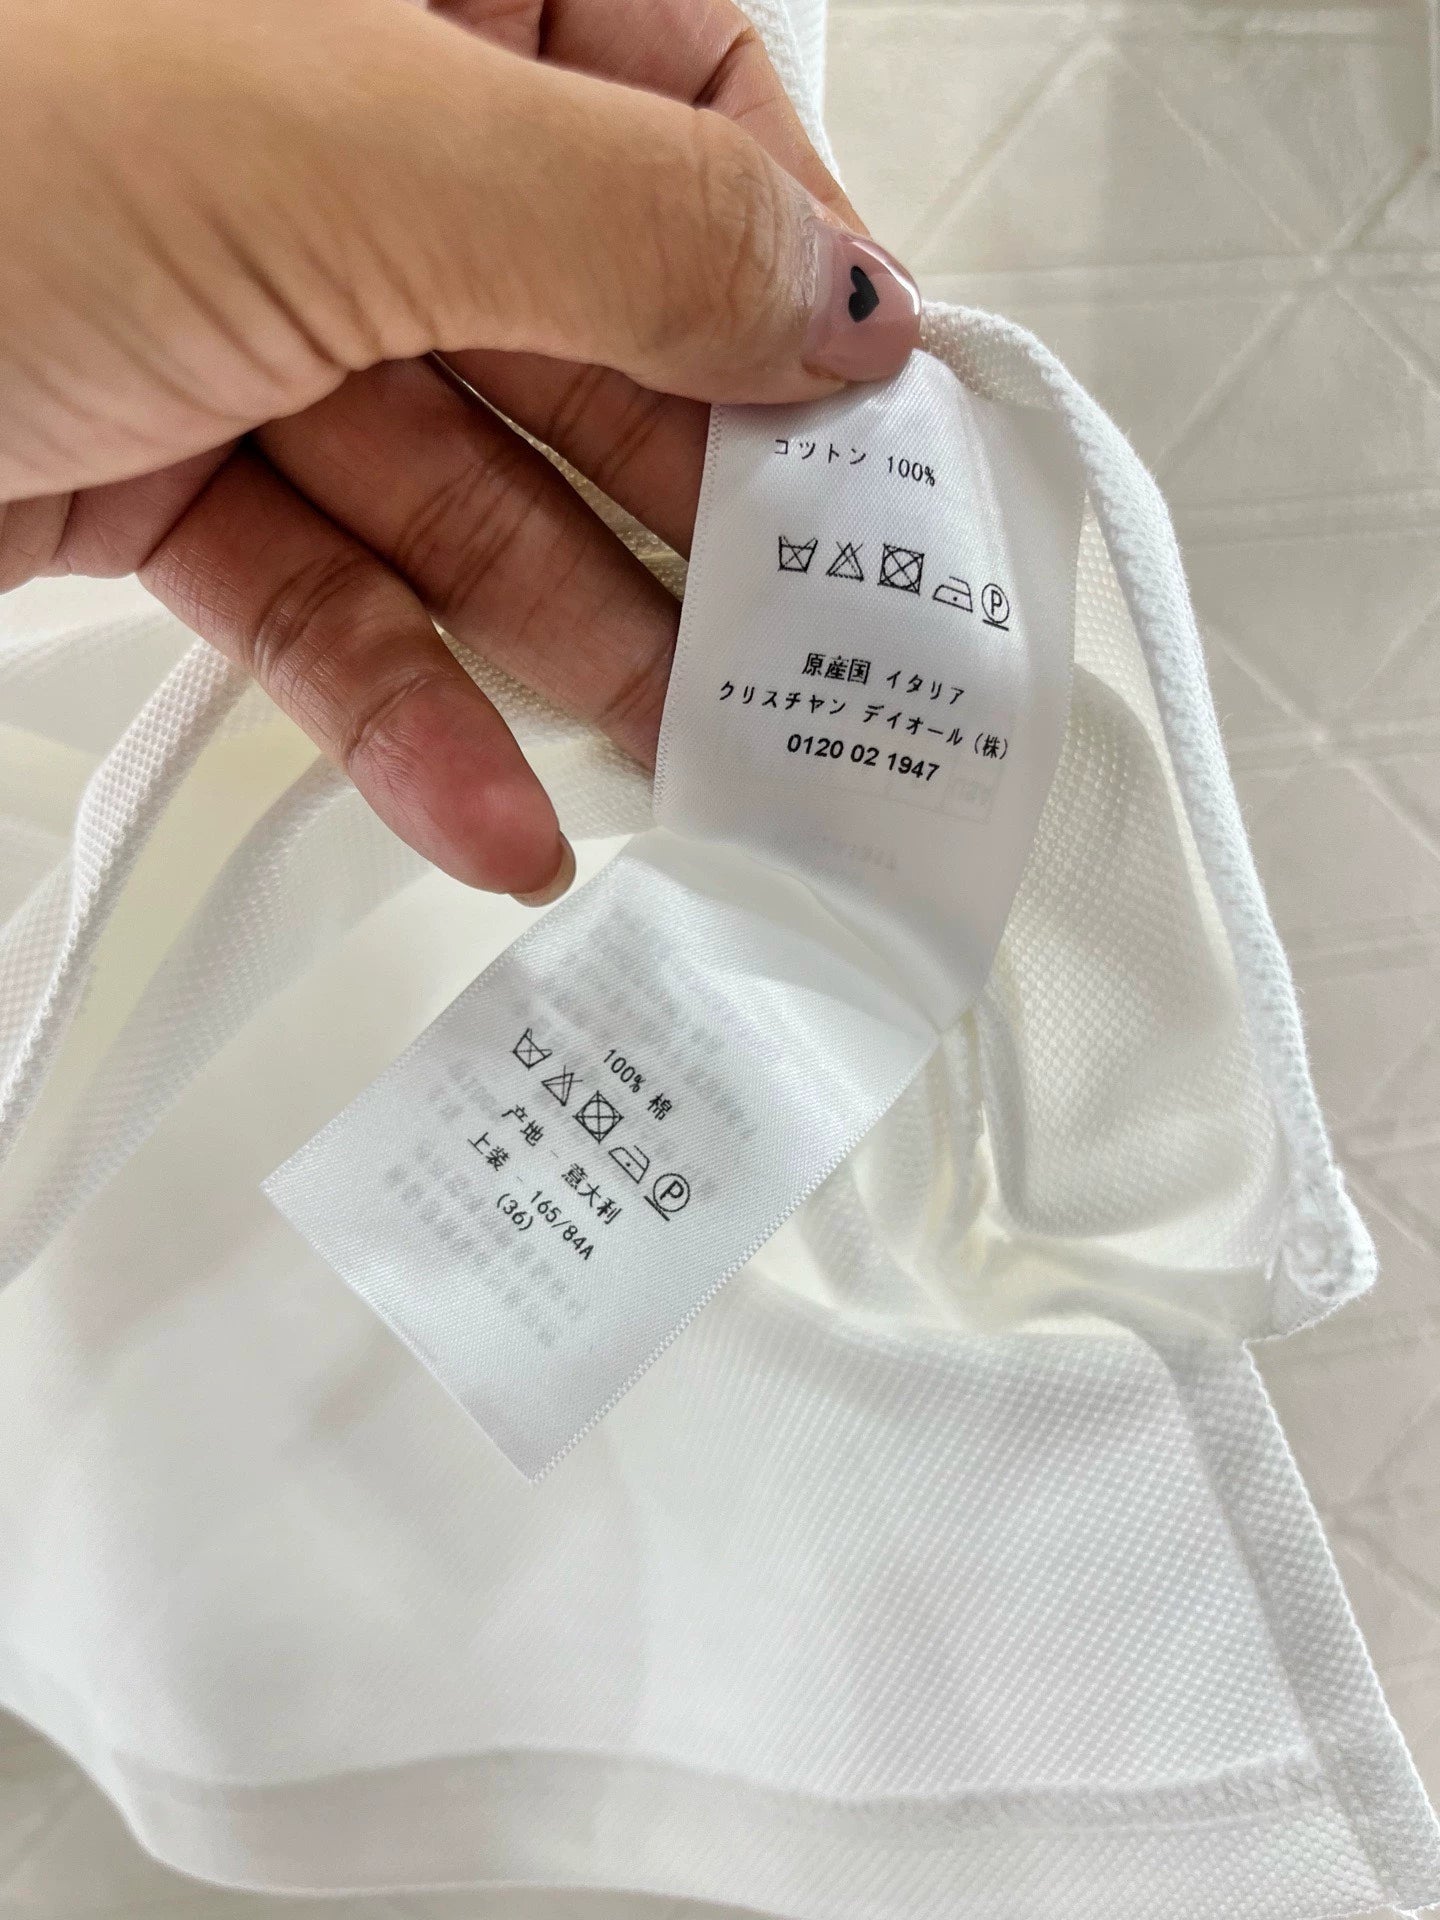 コットン 100%
P
原産国 イタリア
クリスチャン デイオール (株)
0120 02 1947
100% 棉
P
产地 - 意大利
上装 - 165/84A
(36)